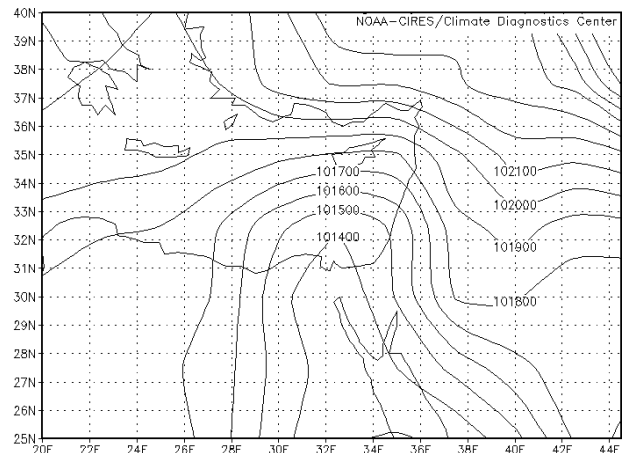 NOAA-CIRES/Climate Diagnostics Center
40N
39N
38N
37N
36N
35N
34N
33N
32N
31N
30N
29N
28N
27N
26N
25N
101700
101600
101500
101400
102100
102000
101900
101800
20E 22E 24E 26E 28E 30E 32E 34E 36E 38E 40E 42E 44E